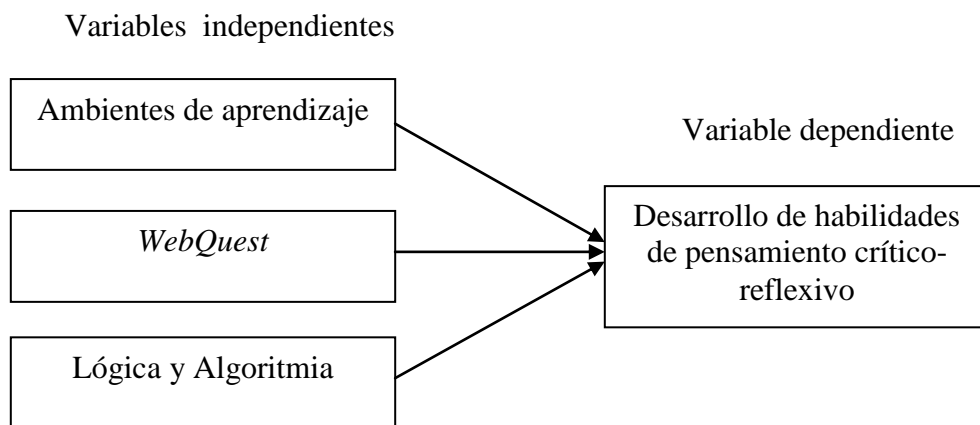 Variables independientes
Ambientes de aprendizaje
Variable dependiente
WebQuest
Desarrollo de habilidades
de pensamiento crítico-
reflexivo
Lógica y Algoritmia